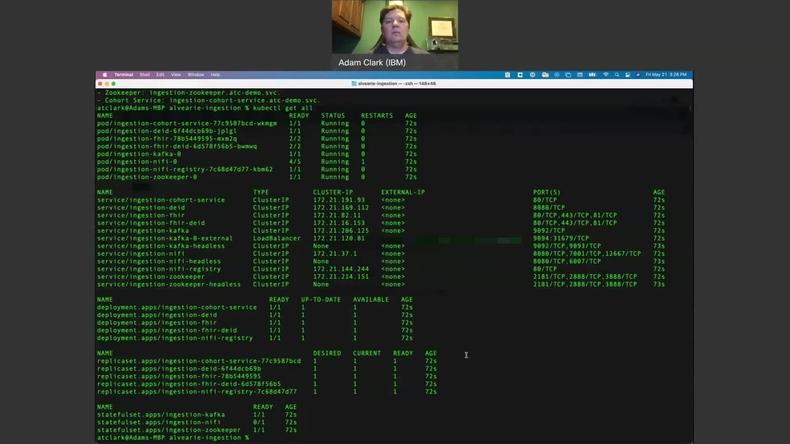 Adam Clark (IBM)
Terminal Shell Edit View Window Help Fri May 21 3:28 PM
alvearie-ingestion — -zsh — 146×46
- Zookeeper: ingestion-zookeeper.atc-demo.svc.
- Cohort Service: ingestion-cohort-service.atc-demo.svc.
atclark@Adams-MBP alvearie-ingestion % kubectl get all
NAME READY STATUS RESTARTS AGE
pod/ingestion-cohort-service-77c9587bcd-wkmgm 1/1 Running 0 72s
pod/ingestion-deid-6f44dcb69b-jplgl 1/1 Running 0 72s
pod/ingestion-fhir-78b5449595-mxm2q 2/2 Running 0 72s
pod/ingestion-fhir-deid-6d578f56b5-bwmwq 2/2 Running 0 72s
pod/ingestion-kafka-0 1/1 Running 0 72s
pod/ingestion-nifi-0 4/5 Running 1 72s
pod/ingestion-nifi-registry-7c68d47d77-kbm62 1/1 Running 0 72s
pod/ingestion-zookeeper-0 1/1 Running 0 72s
NAME TYPE CLUSTER-IP EXTERNAL-IP PORT(S) AGE
service/ingestion-cohort-service ClusterIP 172.21.191.93 <none> 80/TCP 72s
service/ingestion-deid ClusterIP 172.21.169.112 <none> 8080/TCP 72s
service/ingestion-fhir ClusterIP 172.21.82.11 <none> 80/TCP,443/TCP,81/TCP 72s
service/ingestion-fhir-deid ClusterIP 172.21.16.153 <none> 80/TCP,443/TCP,81/TCP 72s
service/ingestion-kafka ClusterIP 172.21.206.125 <none> 9092/TCP 72s
service/ingestion-kafka-0-external LoadBalancer 172.21.120.81 9094:31679/TCP 72s
service/ingestion-kafka-headless ClusterIP None <none> 9092/TCP,9093/TCP 73s
service/ingestion-nifi ClusterIP 172.21.37.1 <none> 8080/TCP,7001/TCP,12667/TCP 72s
service/ingestion-nifi-headless ClusterIP None <none> 8080/TCP,6007/TCP 73s
service/ingestion-nifi-registry ClusterIP 172.21.144.244 <none> 80/TCP 72s
service/ingestion-zookeeper ClusterIP 172.21.214.151 <none> 2181/TCP,2888/TCP,3888/TCP 72s
service/ingestion-zookeeper-headless ClusterIP None <none> 2181/TCP,2888/TCP,3888/TCP 73s
NAME READY UP-TO-DATE AVAILABLE AGE
deployment.apps/ingestion-cohort-service 1/1 1 1 72s
deployment.apps/ingestion-deid 1/1 1 1 72s
deployment.apps/ingestion-fhir 1/1 1 1 72s
deployment.apps/ingestion-fhir-deid 1/1 1 1 72s
deployment.apps/ingestion-nifi-registry 1/1 1 1 72s
NAME DESIRED CURRENT READY AGE
replicaset.apps/ingestion-cohort-service-77c9587bcd 1 1 1 72s
replicaset.apps/ingestion-deid-6f44dcb69b 1 1 1 72s
replicaset.apps/ingestion-fhir-78b5449595 1 1 1 72s
replicaset.apps/ingestion-fhir-deid-6d578f56b5 1 1 1 72s
replicaset.apps/ingestion-nifi-registry-7c68d47d77 1 1 1 72s
NAME READY AGE
statefulset.apps/ingestion-kafka 1/1 72s
statefulset.apps/ingestion-nifi 0/1 72s
statefulset.apps/ingestion-zookeeper 1/1 72s
atclark@Adams-MBP alvearie-ingestion %